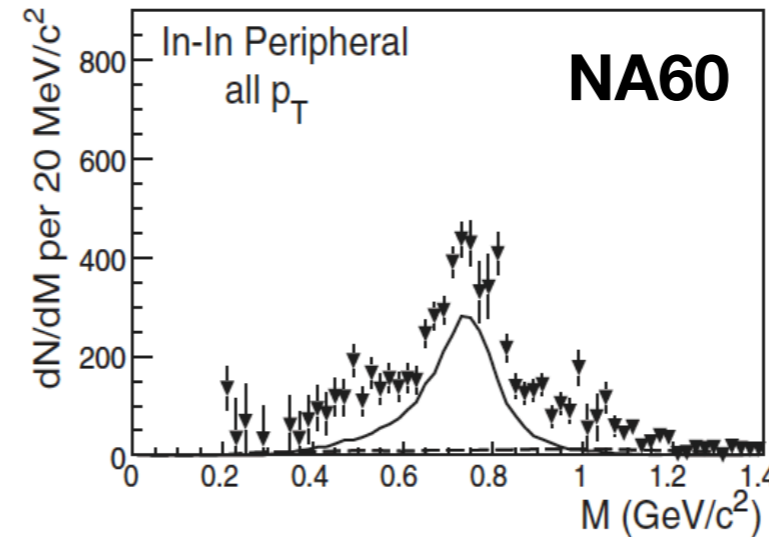 dN/dM per 20 MeV/c²
In-In Peripheral
all p_T
NA60
800
600
400
200
0
0 0.2 0.4 0.6 0.8 1 1.2 1.4
M (GeV/c²)